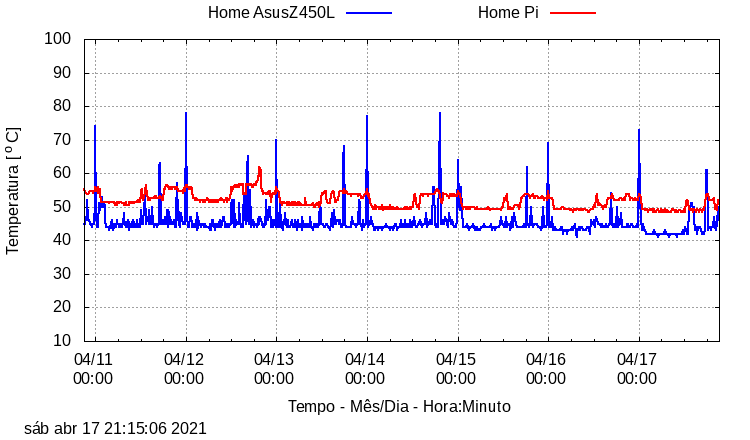 Home AsusZ450L
Home Pi
100
90
80
70
60
50
40
30
20
10
Temperatura [ º C]
04/11 04/12 04/13 04/14 04/15 04/16 04/17
00:00 00:00 00:00 00:00 00:00 00:00 00:00
Tempo - Mês/Dia - Hora:Minuto
sáb abr 17 21:15:06 2021